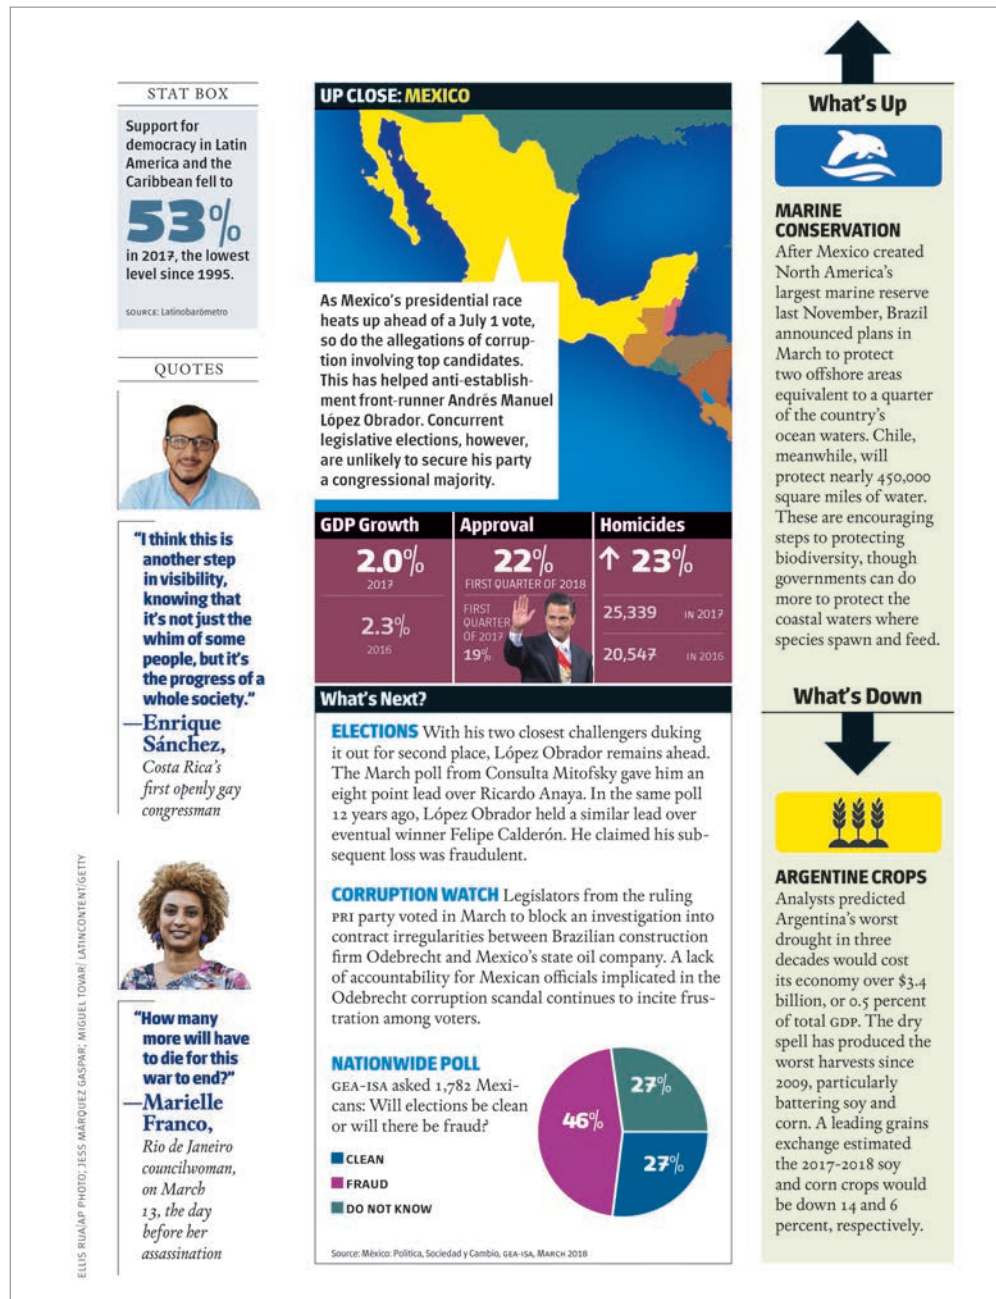 STAT BOX
Support for
democracy in Latin
America and the
Caribbean fell to
53%
in 2017, the lowest
level since 1995.
SOURCE: Latinobarómetro
QUOTES
“I think this is
another step
in visibility,
knowing that
it’s not just the
whim of some
people, but it’s
the progress of a
whole society.”
—Enrique
Sánchez,
Costa Rica’s
first openly gay
congressman
“How many
more will have
to die for this
war to end?”
—Marielle
Franco,
Rio de Janeiro
councilwoman,
on March
13, the day
before her
assassination
ELLIS RUA/AP PHOTO; JESS MÁRQUEZ GASPAR; MIGUEL TOVAR/ LATINCONTENT/GETTY
UP CLOSE: MEXICO
As Mexico’s presidential race
heats up ahead of a July 1 vote,
so do the allegations of corrup-
tion involving top candidates.
This has helped anti-establish-
ment front-runner Andrés Manuel
López Obrador. Concurrent
legislative elections, however,
are unlikely to secure his party
a congressional majority.
GDP Growth
2.0%
2017
2.3%
2016
Approval
22%
FIRST QUARTER OF 2018
FIRST
QUARTER
OF 2017
19%
Homicides
↑ 23%
25,339 IN 2017
20,547 IN 2016
What’s Next?
ELECTIONS With his two closest challengers duking
it out for second place, López Obrador remains ahead.
The March poll from Consulta Mitofsky gave him an
eight point lead over Ricardo Anaya. In the same poll
12 years ago, López Obrador held a similar lead over
eventual winner Felipe Calderón. He claimed his sub-
sequent loss was fraudulent.
CORRUPTION WATCH Legislators from the ruling
PRI party voted in March to block an investigation into
contract irregularities between Brazilian construction
firm Odebrecht and Mexico’s state oil company. A lack
of accountability for Mexican officials implicated in the
Odebrecht corruption scandal continues to incite frus-
tration among voters.
NATIONWIDE POLL
GEA-ISA asked 1,782 Mexi-
cans: Will elections be clean
or will there be fraud?
CLEAN
FRAUD
DO NOT KNOW
27%
46%
27%
Source: México: Política, Sociedad y Cambio, GEA-ISA, MARCH 2018
What’s Up
MARINE
CONSERVATION
After Mexico created
North America’s
largest marine reserve
last November, Brazil
announced plans in
March to protect
two offshore areas
equivalent to a quarter
of the country’s
ocean waters. Chile,
meanwhile, will
protect nearly 450,000
square miles of water.
These are encouraging
steps to protecting
biodiversity, though
governments can do
more to protect the
coastal waters where
species spawn and feed.
What’s Down
ARGENTINE CROPS
Analysts predicted
Argentina’s worst
drought in three
decades would cost
its economy over $3.4
billion, or 0.5 percent
of total GDP. The dry
spell has produced the
worst harvests since
2009, particularly
battering soy and
corn. A leading grains
exchange estimated
the 2017-2018 soy
and corn crops would
be down 14 and 6
percent, respectively.